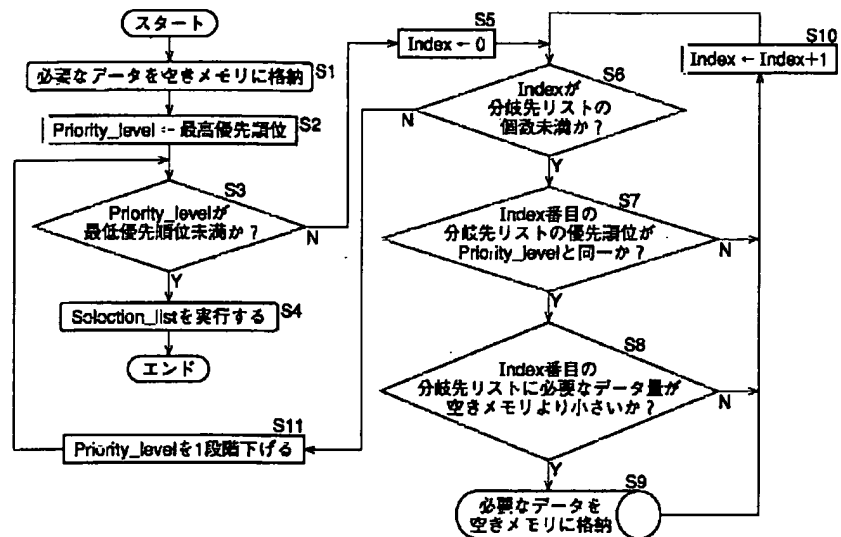 スタート
必要なデータを空きメモリに格納
S1
Priority_level ← 最高優先順位
S2
S3
Priority_levelが
最低優先順位未満か？
N
Y
Selection_listを実行する
S4
エンド
S11
Priority_levelを1段階下げる
S5
Index ← 0
S6
Indexが
分岐先リストの
個数未満か？
N
Y
S7
Index番目の
分岐先リストの優先順位が
Priority_levelと同一か？
N
Y
S8
Index番目の
分岐先リストに必要なデータ量が
空きメモリより小さいか？
N
Y
S9
必要なデータを
空きメモリに格納
S10
Index ← Index+1